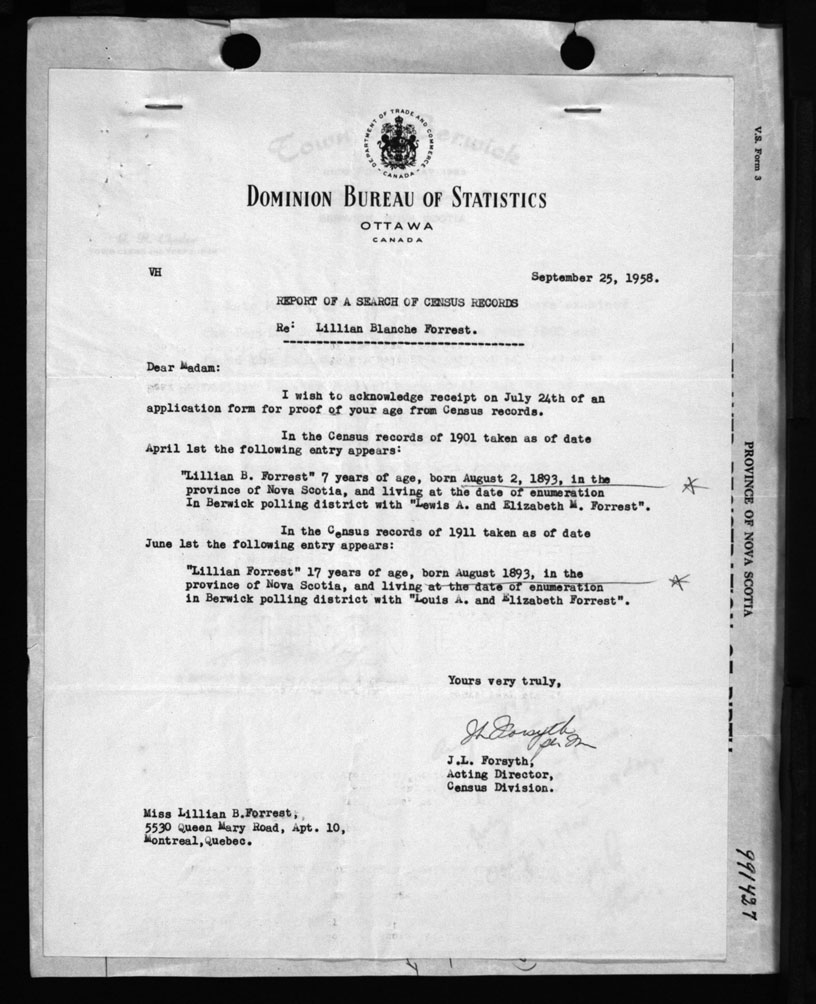 DEPARTMENT OF TRADE AND COMMERCE
CANADA
DOMINION BUREAU OF STATISTICS
OTTAWA
CANADA
VH
September 25, 1958.
REPORT OF A SEARCH OF CENSUS RECORDS
Re: Lillian Blanche Forrest.
Dear Madam:
I wish to acknowledge receipt on July 24th of an
application form for proof of your age from Census records.
In the Census records of 1901 taken as of date
April 1st the following entry appears:
"Lillian B. Forrest" 7 years of age, born August 2, 1893, in the
province of Nova Scotia, and living at the date of enumeration
In Berwick polling district with "Lewis A. and Elizabeth M. Forrest".
In the Census records of 1911 taken as of date
June 1st the following entry appears:
"Lillian Forrest" 17 years of age, born August 1893, in the
province of Nova Scotia, and living at the date of enumeration
in Berwick polling district with "Louis A. and Elizabeth Forrest".
Yours very truly,
J L Forsyth
J.L. Forsyth,
Acting Director,
Census Division.
Miss Lillian B.Forrest,
5530 Queen Mary Road, Apt. 10,
Montreal,Quebec.
V.S. Form 3
PROVINCE OF NOVA SCOTIA
991427